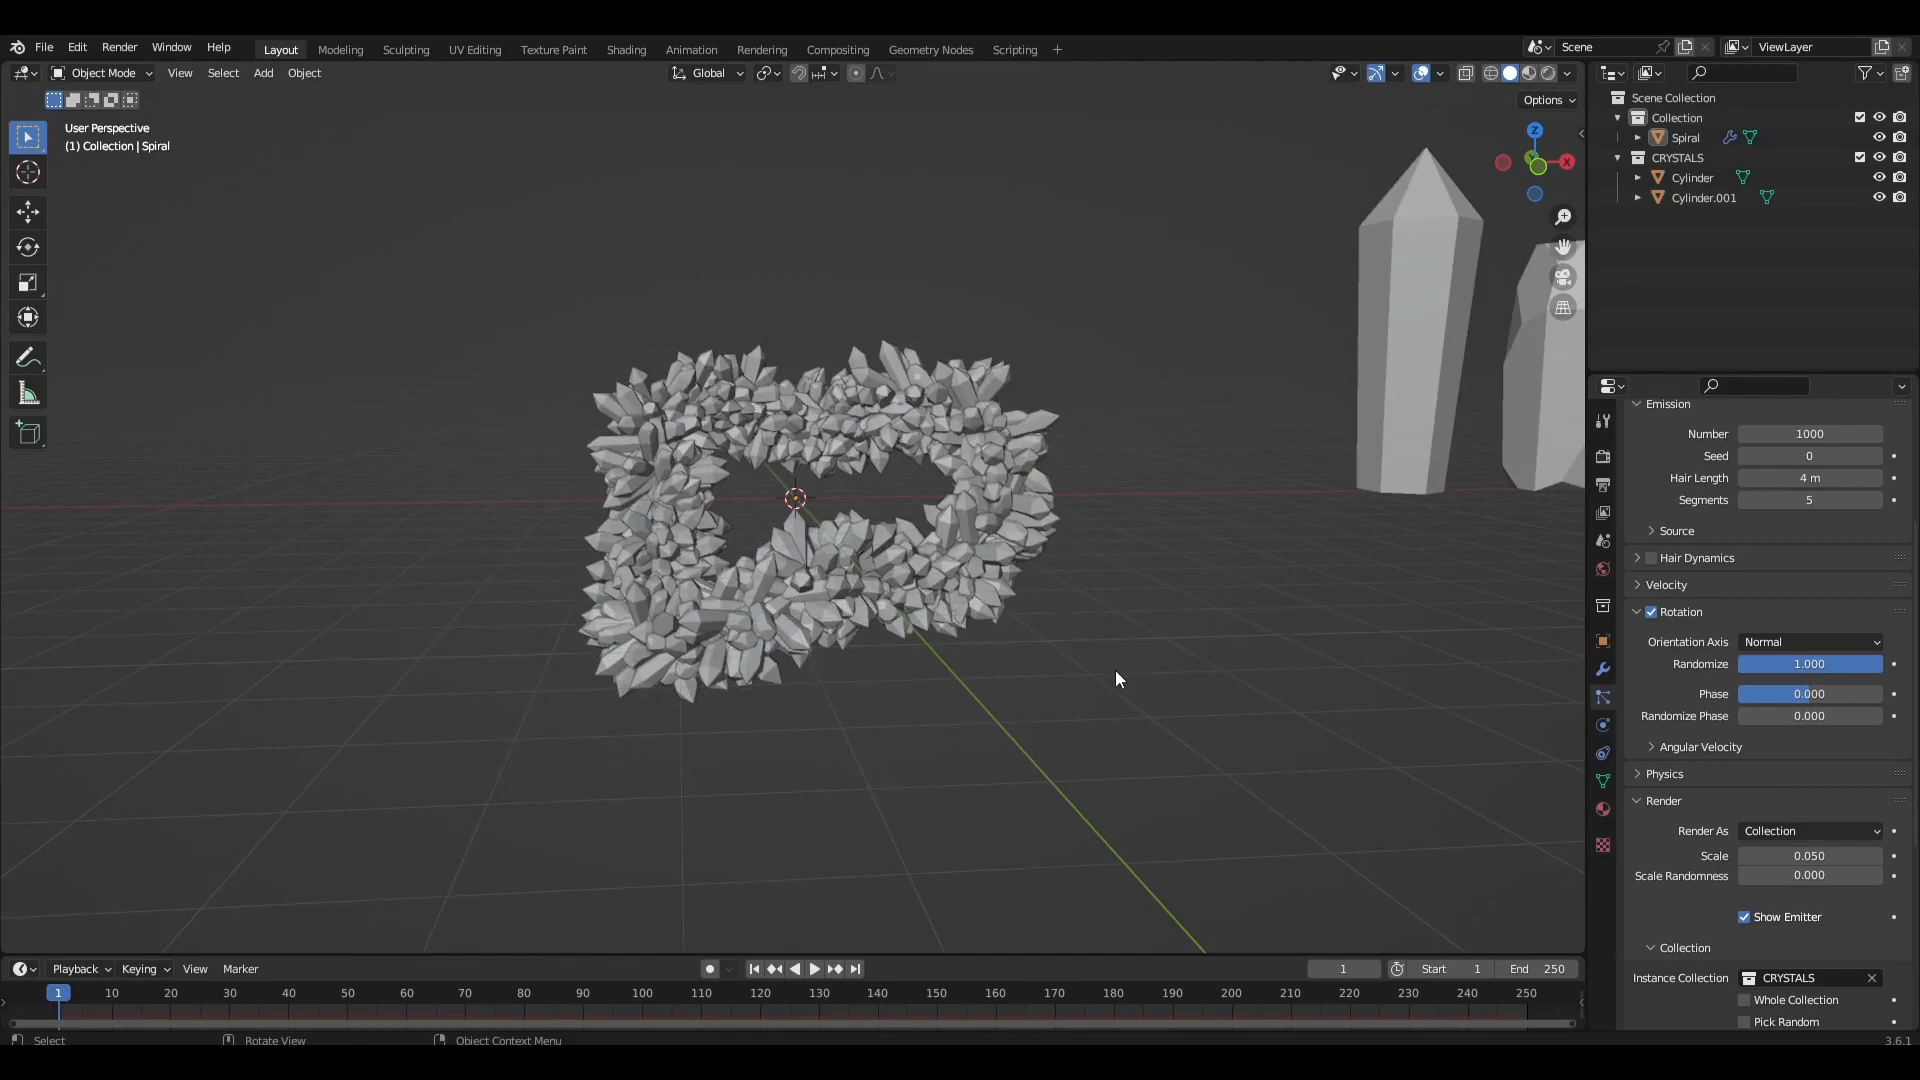 File Edit Render Window Help
Layout Modeling Sculpting UV Editing Texture Paint Shading Animation Rendering Compositing Geometry Nodes Scripting +
Scene
ViewLayer
Object Mode View Select Add Object
Global
Options
User Perspective
(1) Collection | Spiral
Z
X
Scene Collection
Collection
Spiral
CRYSTALS
Cylinder
Cylinder.001
Emission
Number 1000
Seed 0
Hair Length 4 m
Segments 5
Source
Hair Dynamics
Velocity
Rotation
Orientation Axis Normal
Randomize 1.000
Phase 0.000
Randomize Phase 0.000
Angular Velocity
Physics
Render
Render As Collection
Scale 0.050
Scale Randomness 0.000
Show Emitter
Collection
Instance Collection CRYSTALS
Whole Collection
Pick Random
Playback Keying View Marker
1
Start 1 End 250
1 10 20 30 40 50 60 70 80 90 100 110 120 130 140 150 160 170 180 190 200 210 220 230 240 250
Select Rotate View Object Context Menu
3.6.1